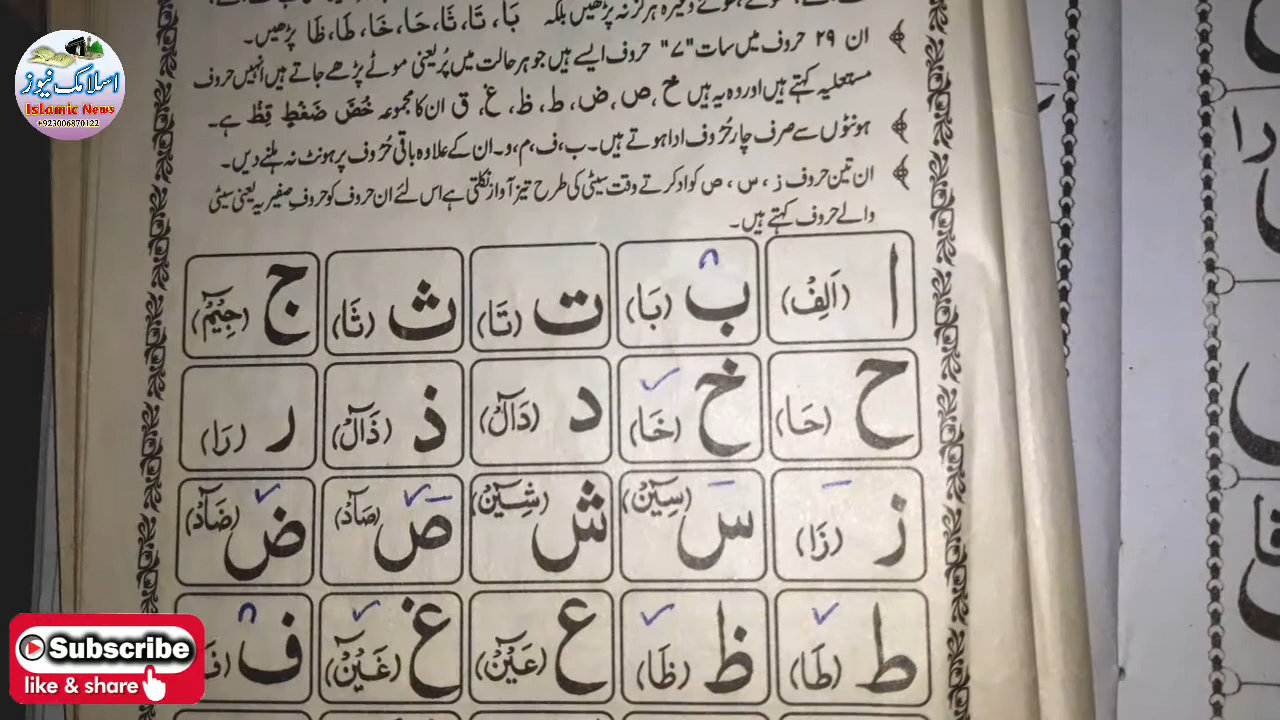 بَا، تَا، ثَا، حَا، خَا، طَا، ظَا پڑھیں۔
ان ۲۹ حروف میں سات "۷" حروف ایسے ہیں جو ہر حالت میں پُر یعنی موٹے پڑھے جاتے ہیں انہیں حروف
مستعلیہ کہتے ہیں اور وہ یہ ہیں خ، ص، ض، ط، ظ، غ، ق ان کا مجموعہ خُصَّ ضَغْطٍ قِظْ ہے۔
ہونٹوں سے صرف چار حُروف ادا ہوتے ہیں۔ ب، ف، م، و۔ ان کے علاوہ باقی حُروف پر ہونٹ نہ ہلنے دیں۔
ان تین حروف ز، س، ص کو ادا کرتے وقت سیٹی کی طرح تیز آواز نکلتی ہے اس لئے ان حروف کو حروفِ صفیریہ یعنی سیٹی
والے حروف کہتے ہیں۔
ا (اَلِفْ) ب (بَا) ت (تَا) ث (ثَا) ج (جِیْمْ)
ح (حَا) خ (خَا) د (دَالْ) ذ (ذَالْ) ر (رَا)
ز (زَا) س (سِیْنْ) ش (شِیْنْ) ص (صَادْ) ض (ضَادْ)
ط (طَا) ظ (ظَا) ع (عَیْنْ) غ (غَیْنْ) ف
اسلامک نیوز
Islamic News
+923006870122
Subscribe
like & share